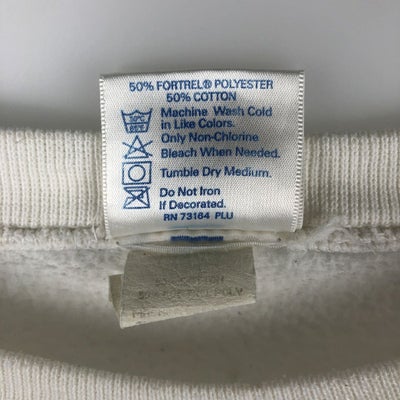 50% FORTREL® POLYESTER
50% COTTON
Machine Wash Cold
in Like Colors.
Only Non-Chlorine
Bleach When Needed.
Tumble Dry Medium.
Do Not Iron
If Decorated.
RN 73164 PLU